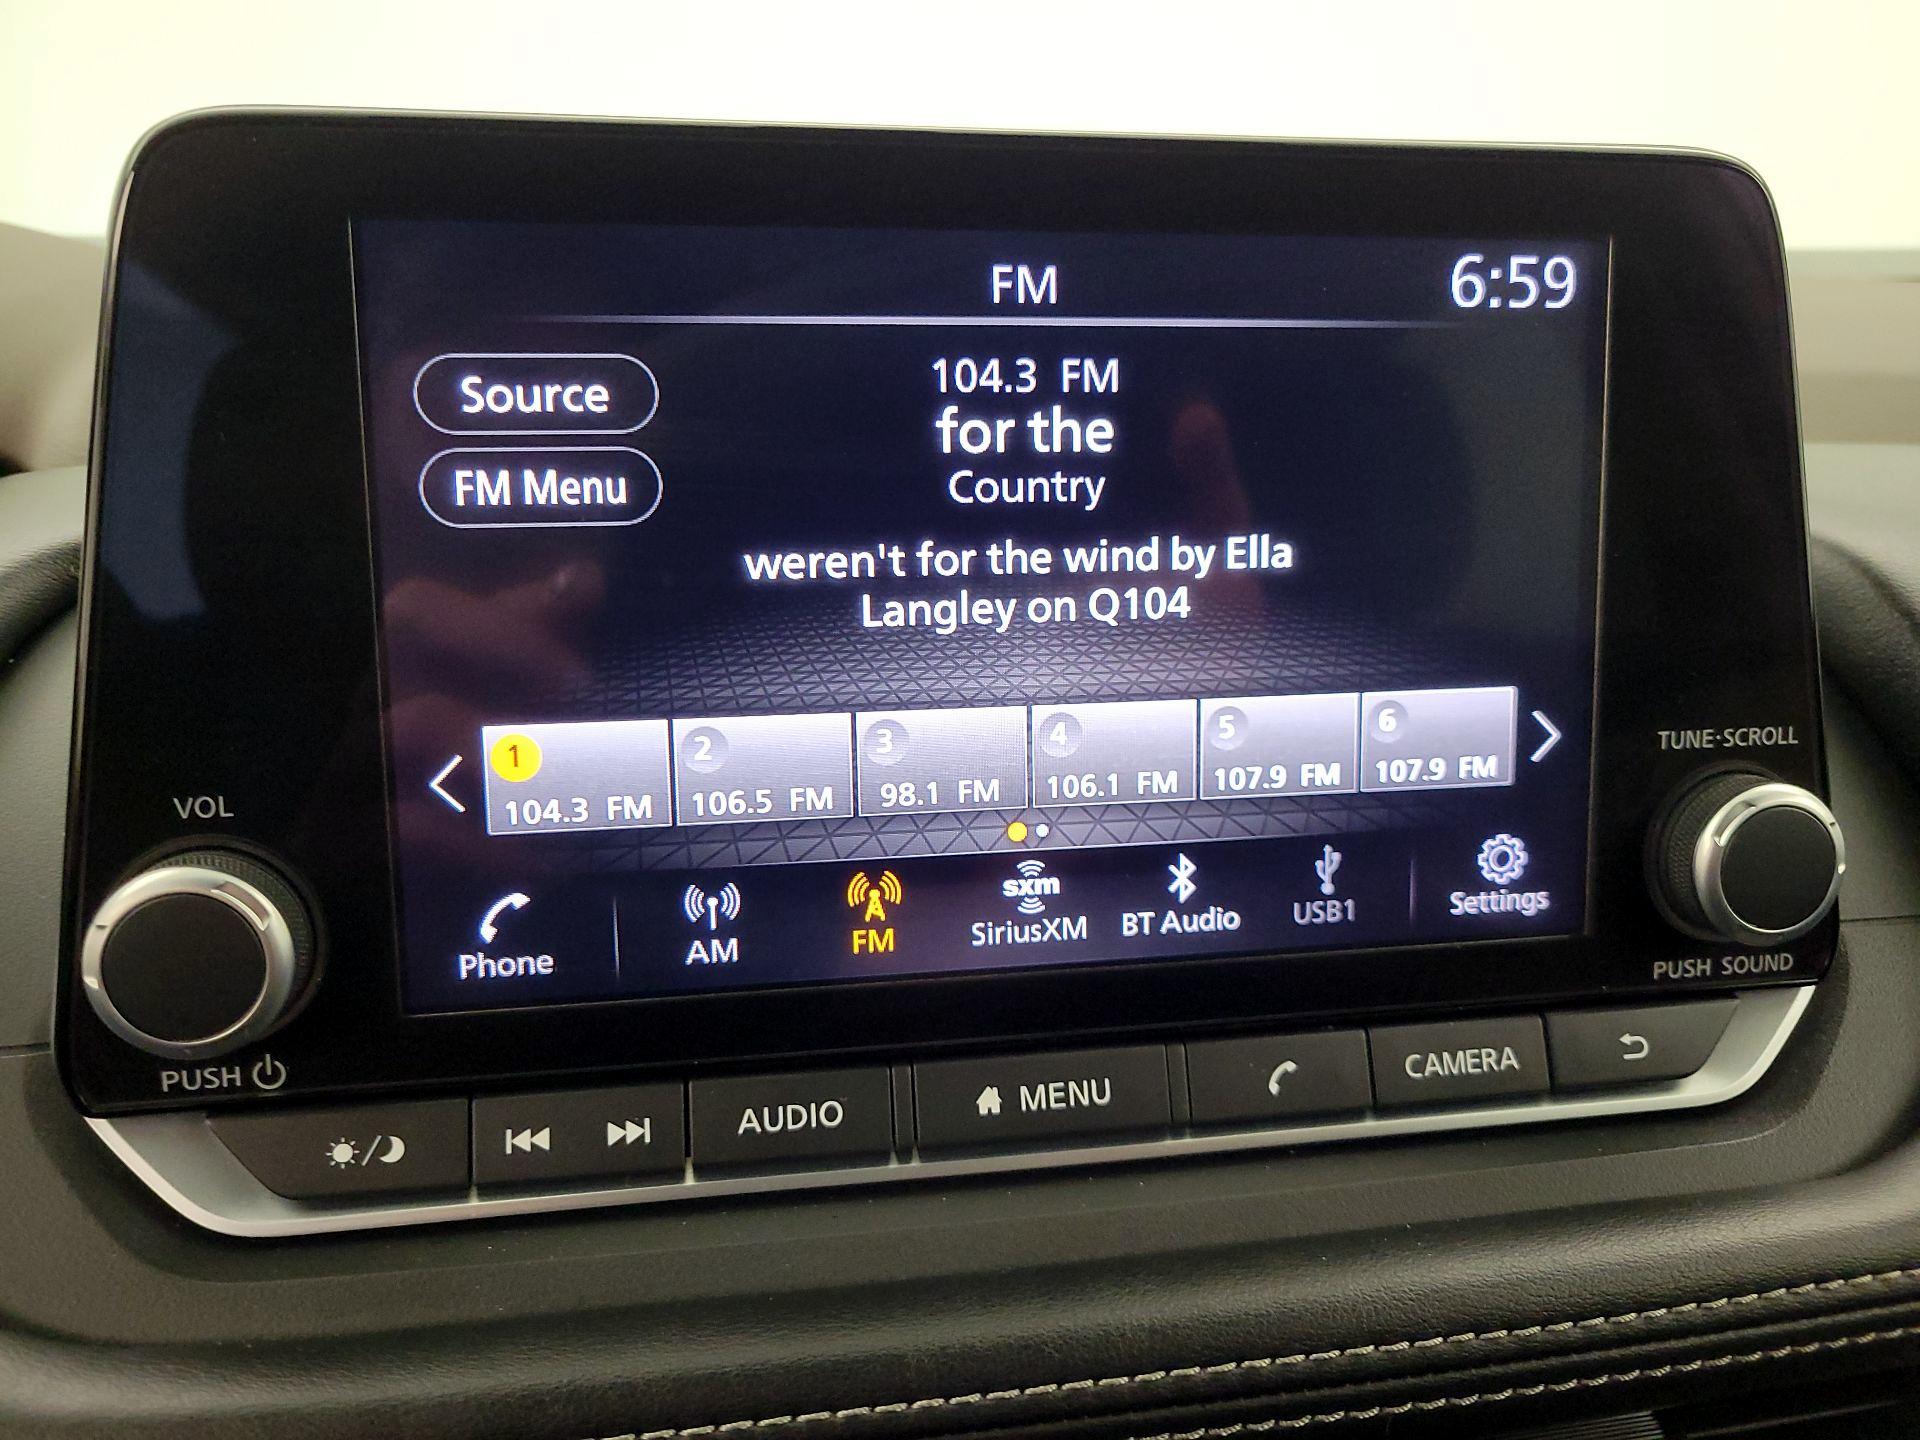 FM
6:59
Source
104.3 FM
for the
FM Menu
Country
weren't for the wind by Ella
Langley on Q104
1
104.3 FM
2
106.5 FM
3
98.1 FM
4
106.1 FM
5
107.9 FM
6
107.9 FM
Phone
AM
FM
sxm
SiriusXM
BT Audio
USB1
Settings
VOL
PUSH
TUNE·SCROLL
PUSH SOUND
AUDIO
MENU
CAMERA